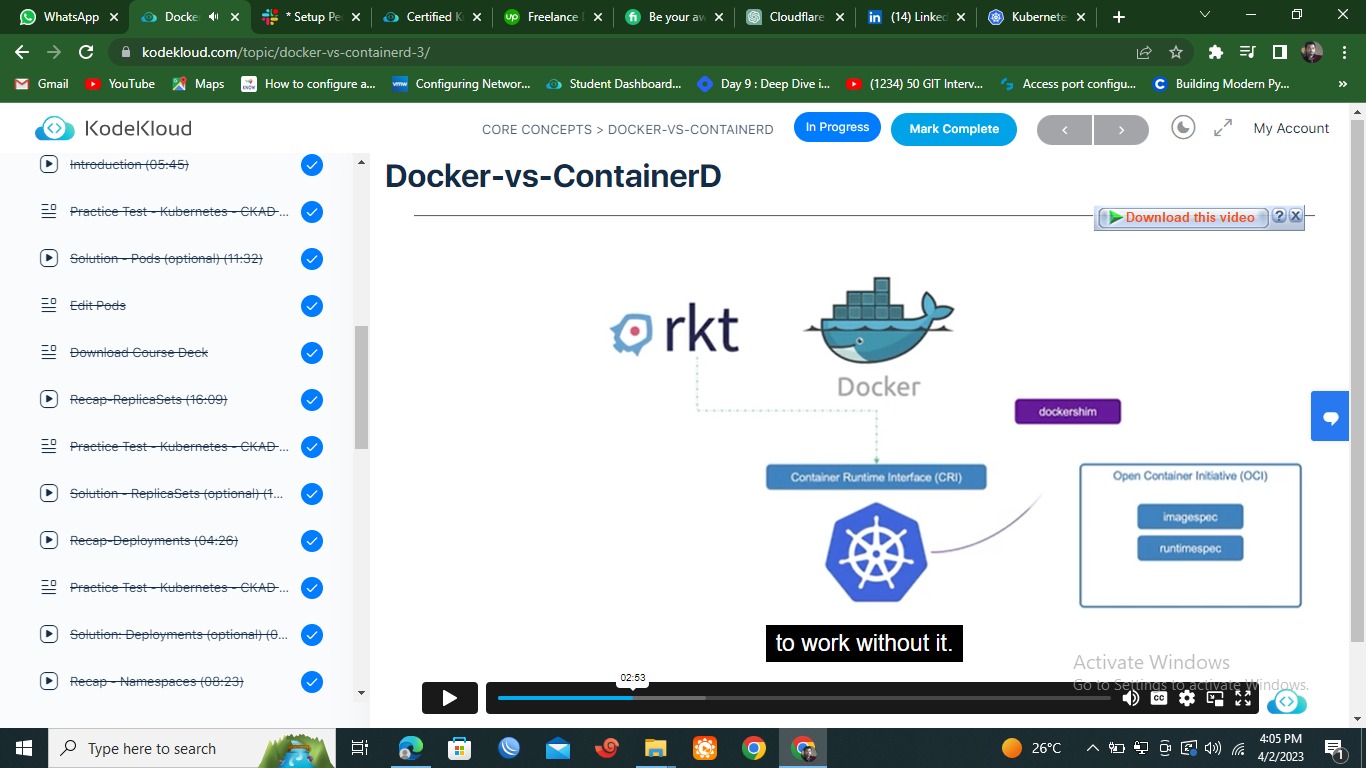 WhatsApp
Docke
* Setup Pe
Certified K
Freelance
Be your aw
Cloudflare
(14) Linked
Kubernete
kodekloud.com/topic/docker-vs-containerd-3/
Gmail
YouTube
Maps
How to configure a...
Configuring Networ...
Student Dashboard...
Day 9 : Deep Dive i...
(1234) 50 GIT Interv...
Access port configu...
Building Modern Py...
»
KodeKloud
CORE CONCEPTS > DOCKER-VS-CONTAINERD
In Progress
Mark Complete
My Account
Introduction (05:45)
Practice Test - Kubernetes - CKAD ...
Solution - Pods (optional) (11:32)
Edit Pods
Download Course Deck
Recap-ReplicaSets (16:09)
Practice Test - Kubernetes - CKAD ...
Solution - ReplicaSets (optional) (1...
Recap-Deployments (04:26)
Practice Test - Kubernetes - CKAD ...
Solution: Deployments (optional) (0...
Recap - Namespaces (08:23)
Docker-vs-ContainerD
Download this video
?
rkt
Docker
dockershim
Container Runtime Interface (CRI)
Open Container Initiative (OCI)
imagespec
runtimespec
to work without it.
02:53
CC
Activate Windows
Go to Settings to activate Windows.
Type here to search
26°C
4:05 PM
4/2/2023
1